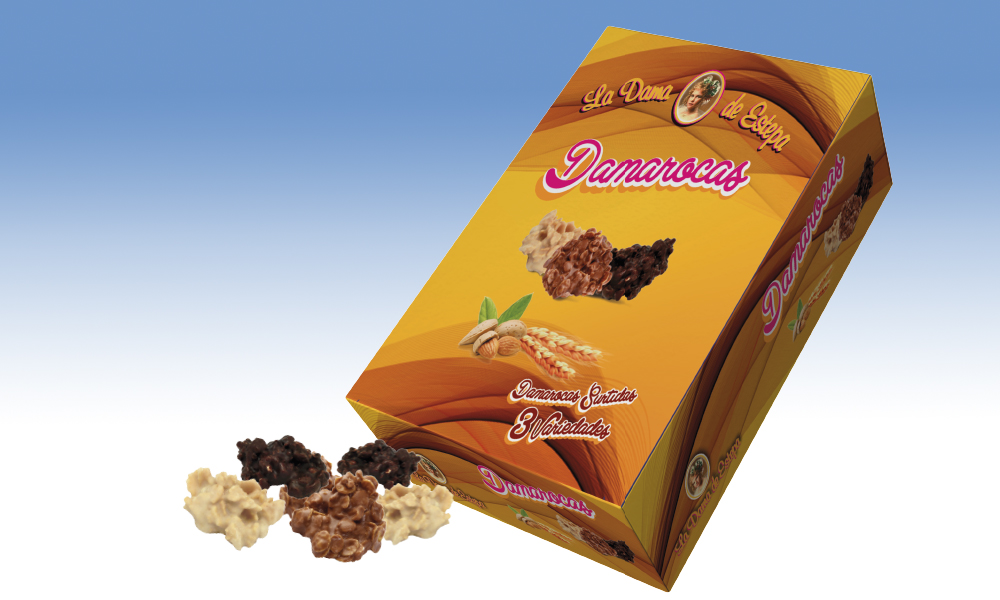 La Dama de Estepa
Damarocas
Damarocas Surtidas
3 Variedades
Damarocas
Damarocas
La Dama de Estepa